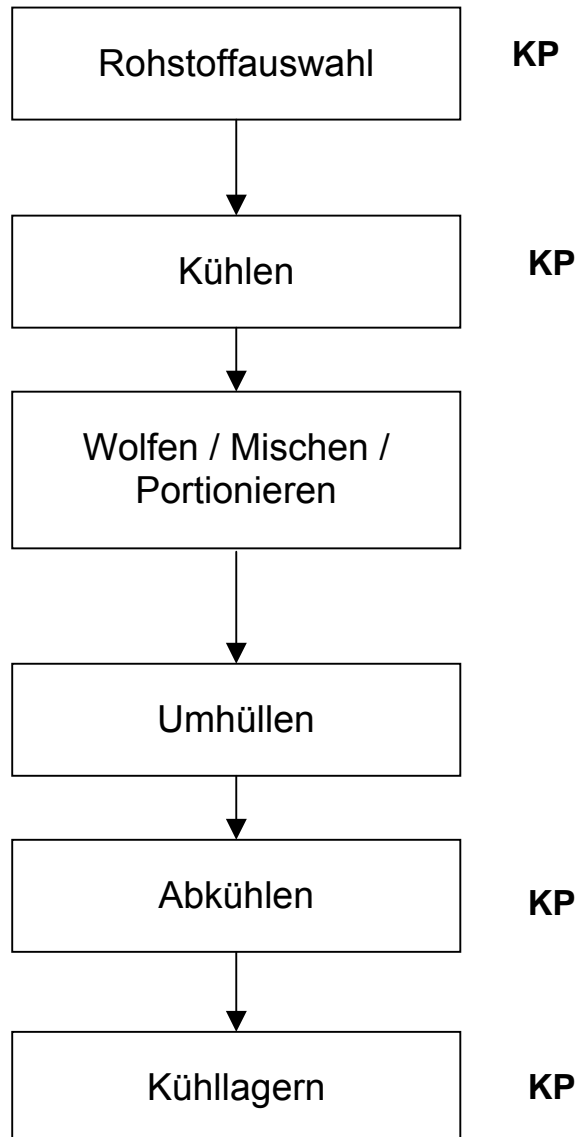 Rohstoffauswahl KP
Kühlen KP
Wolfen / Mischen /
Portionieren
Umhüllen
Abkühlen KP
Kühllagern KP